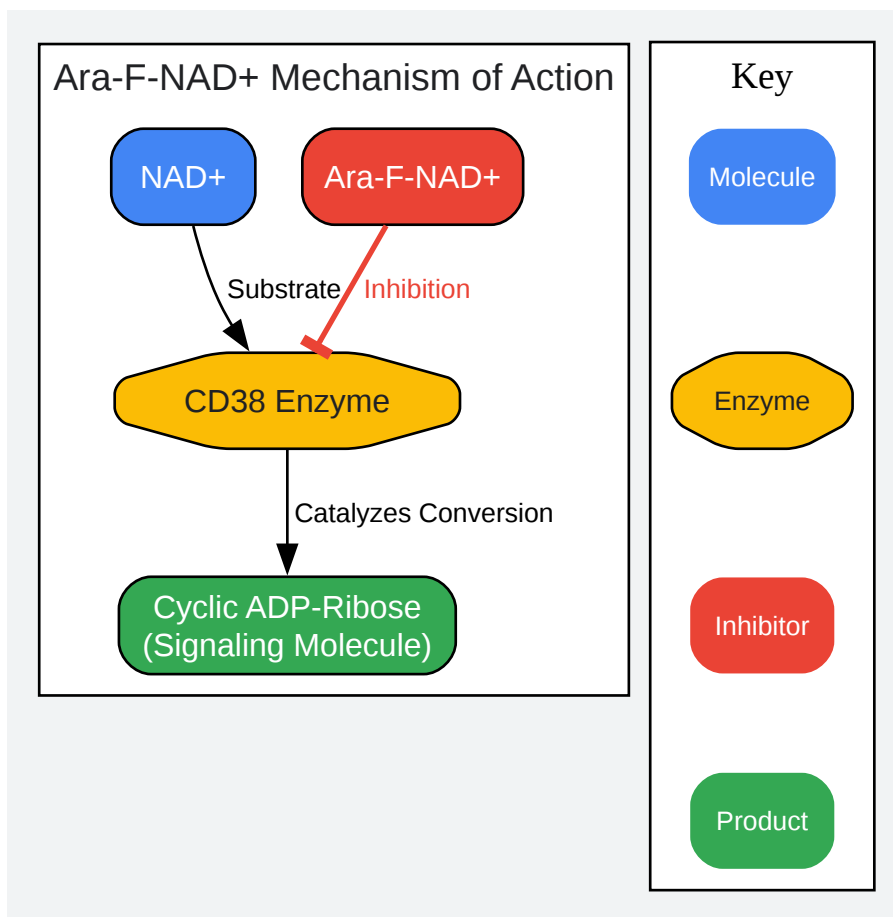 Ara-F-NAD+ Mechanism of Action
NAD+
Ara-F-NAD+
Substrate
Inhibition
CD38 Enzyme
Catalyzes Conversion
Cyclic ADP-Ribose
(Signaling Molecule)
Key
Molecule
Enzyme
Inhibitor
Product